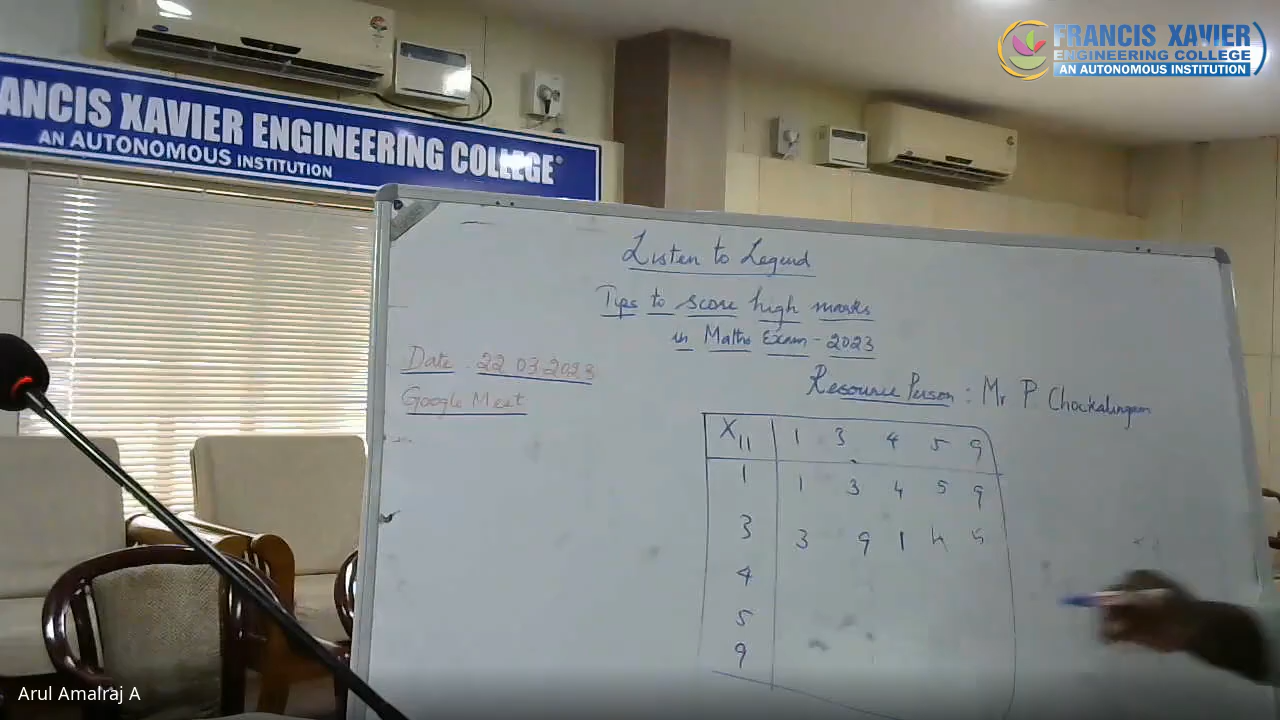 FRANCIS XAVIER
ENGINEERING COLLEGE
AN AUTONOMOUS INSTITUTION
ANCIS XAVIER ENGINEERING COLLEGE
AN AUTONOMOUS INSTITUTION
Listen to Legend
Tips to score high marks
in Maths Exam - 2023
Date : 22.03.2023
Google Meet
Resource Person : Mr P. Chockalingam
X11 1 3 4 5 9
1 1 3 4 5 9
3 3 9 1 4 5
4
5
9
Arul Amalraj A